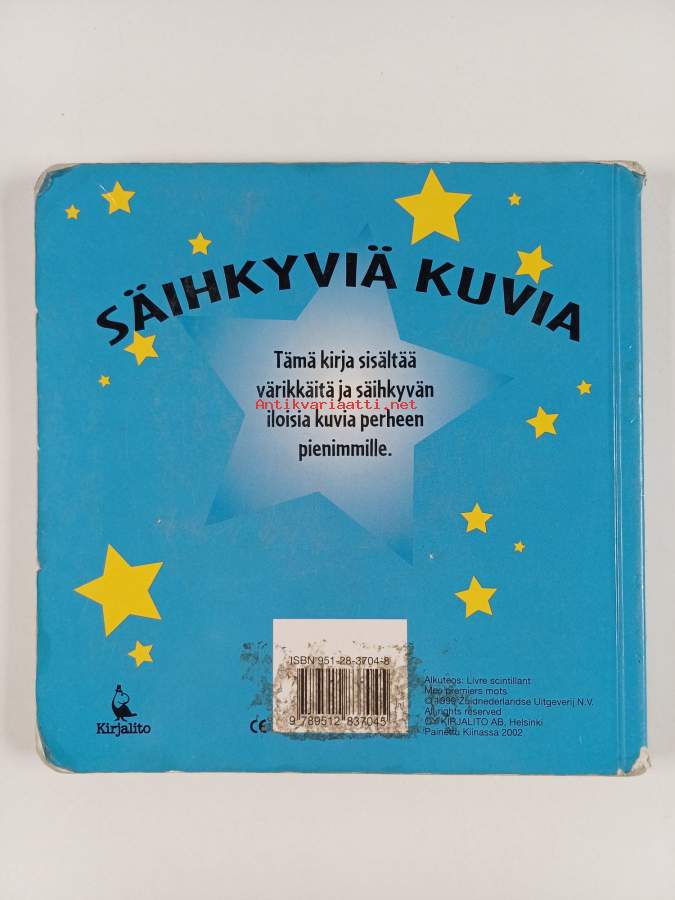 SÄIHKYVIÄ KUVIA
Tämä kirja sisältää
värikkäitä ja säihkyvän
Antikvariaatti.net
iloisia kuvia perheen
pienimmille.
ISBN 951-28-3704-8
9 789512 837045
CE
Kirjalito
Alkuteos: Livre scintillant
Mes premiers mots
© 1999 Zuidnederlandse Uitgeverij N.V.
All rights reserved
OY KIRJALITO AB, Helsinki
Painettu Kiinassa 2002